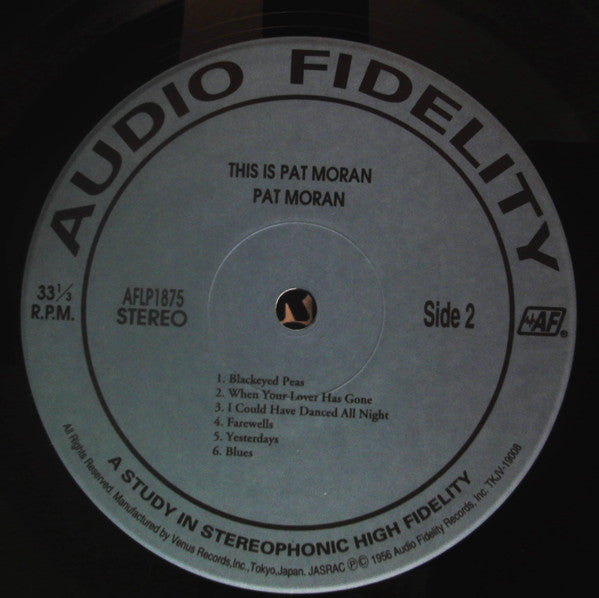 AUDIO FIDELITY
THIS IS PAT MORAN
PAT MORAN
33⅓
R.P.M.
AFLP1875
STEREO
Side 2
AF®
1. Blackeyed Peas
2. When Your Lover Has Gone
3. I Could Have Danced All Night
4. Farewells
5. Yesterdays
6. Blues
A STUDY IN STEREOPHONIC HIGH FIDELITY
All Rights Reserved. Manufactured by Venus Records,Inc.,Tokyo,Japan. JASRAC ℗© 1956 Audio Fidelity Records, Inc. TKJV-19008